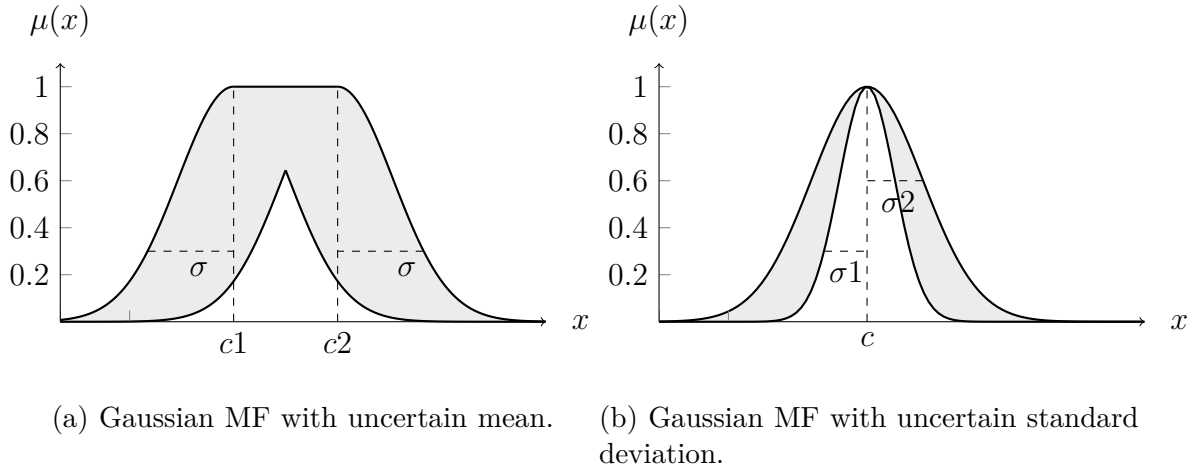 μ(x)
1
0.8
0.6
0.4
0.2
σ
σ
c1
c2
x
(a) Gaussian MF with uncertain mean.
μ(x)
1
0.8
0.6
0.4
0.2
σ2
σ1
c
x
(b) Gaussian MF with uncertain standard
deviation.